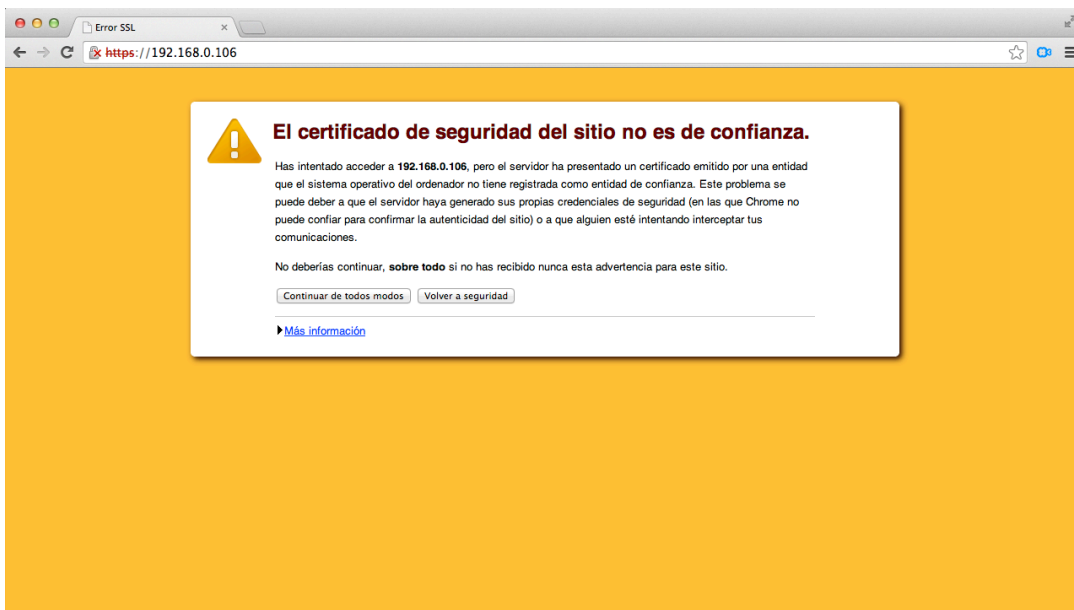 Error SSL
https://192.168.0.106
El certificado de seguridad del sitio no es de confianza.
Has intentado acceder a 192.168.0.106, pero el servidor ha presentado un certificado emitido por una entidad
que el sistema operativo del ordenador no tiene registrada como entidad de confianza. Este problema se
puede deber a que el servidor haya generado sus propias credenciales de seguridad (en las que Chrome no
puede confiar para confirmar la autenticidad del sitio) o a que alguien esté intentando interceptar tus
comunicaciones.
No deberías continuar, sobre todo si no has recibido nunca esta advertencia para este sitio.
Continuar de todos modos Volver a seguridad
Más información